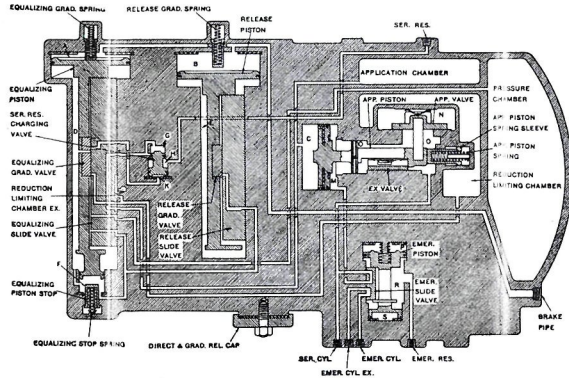 EQUALIZING GRAD. SPRING
RELEASE GRAD. SPRING
RELEASE
PISTON
SER. RES.
EQUALIZING
PISTON
B
APPLICATION CHAMBER
PRESSURE
CHAMBER
SER. RES.
CHARGING
VALVE
D
G
H
K
APP. PISTON
APP. VALVE
N
C
O
APP. PISTON
SPRING SLEEVE
APP. PISTON
SPRING
EQUALIZING
GRAD. VALVE
EX VALVE
REDUCTION
LIMITING CHAMBER
REDUCTION
LIMITING
CHAMBER EX.
EQUALIZING
SLIDE VALVE
RELEASE
GRAD.
VALVE
RELEASE
SLIDE
VALVE
F
P
EMER.
PISTON
R
EMER.
SLIDE
VALVE
S
EQUALIZING
PISTON STOP
BRAKE
PIPE
EQUALIZING STOP SPRING
DIRECT & GRAD. REL. CAP
SER. CYL.
EMER. CYL.
EMER. RES.
EMER. CYL. EX.